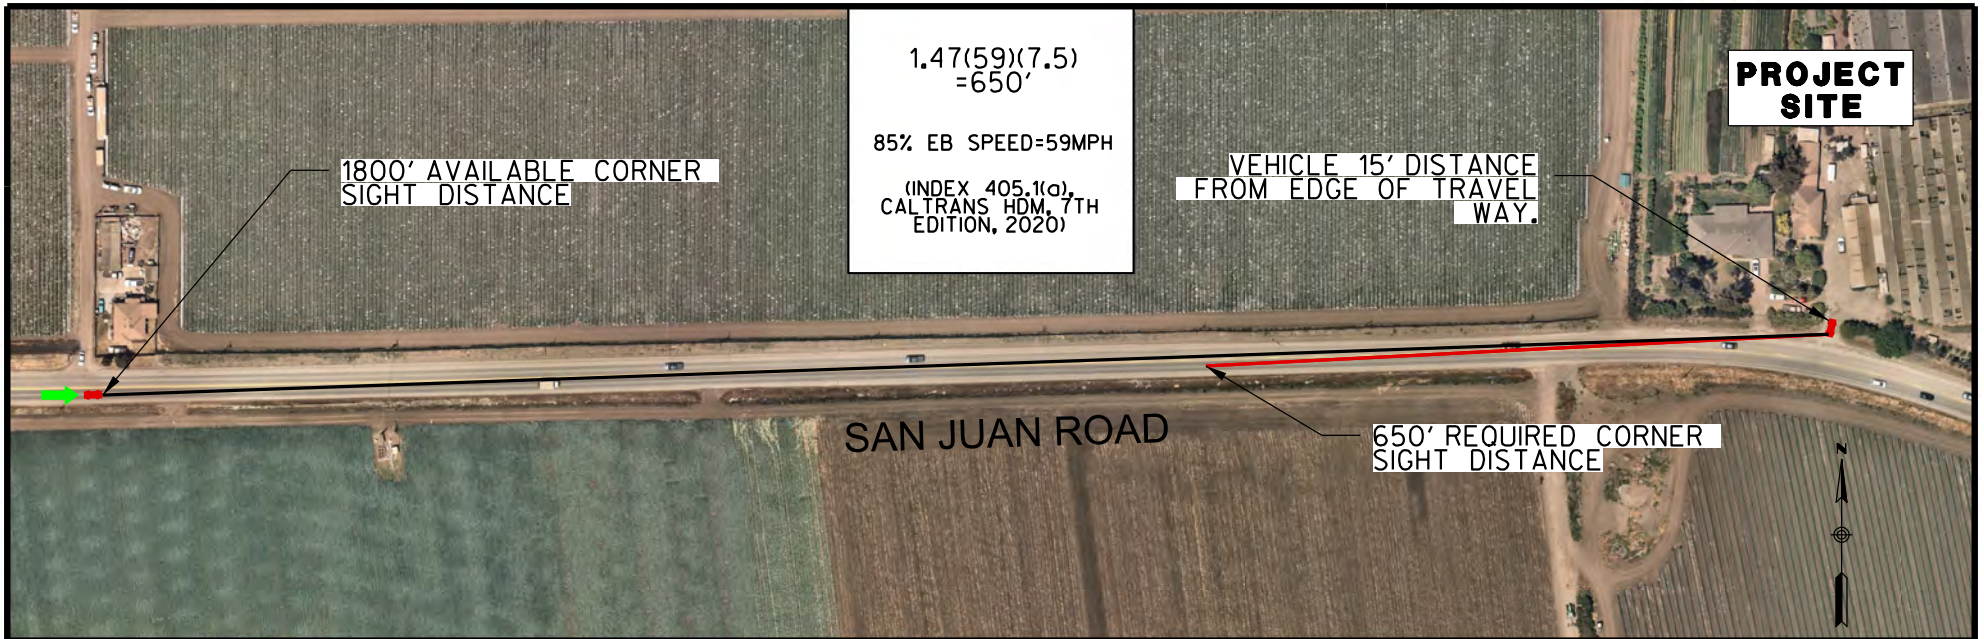 1.47(59)(7.5)
=650'
85% EB SPEED=59MPH
(INDEX 405.1(a),
CALTRANS HDM, 7TH
EDITION, 2020)
PROJECT
SITE
1800' AVAILABLE CORNER
SIGHT DISTANCE
VEHICLE 15' DISTANCE
FROM EDGE OF TRAVEL
WAY.
SAN JUAN ROAD
650' REQUIRED CORNER
SIGHT DISTANCE
N